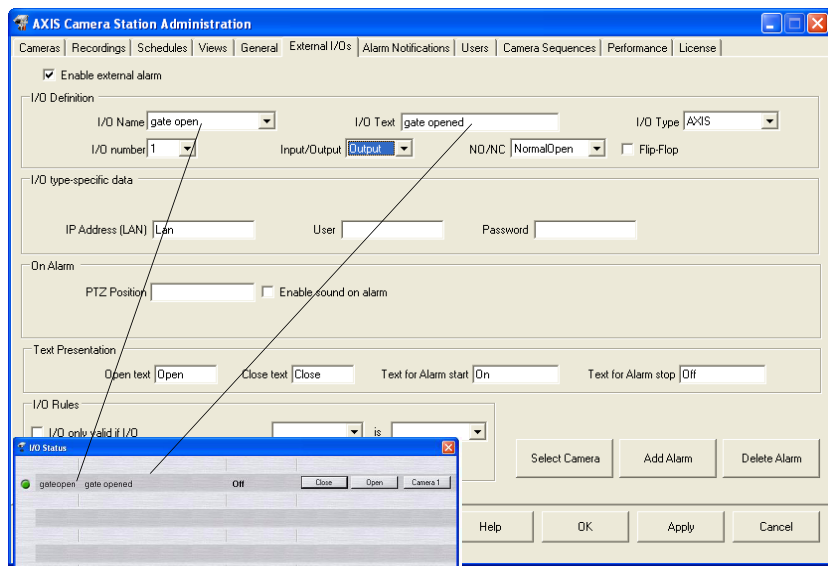 AXIS Camera Station Administration
Cameras Recordings Schedules Views General External I/Os Alarm Notifications Users Camera Sequences Performance License
Enable external alarm
I/O Definition
I/O Name gate open I/O Text gate opened I/O Type AXIS
I/O number 1 Input/Output Output NO/NC NormalOpen Flip-Flop
I/O type-specific data
IP Address (LAN) Lan User Password
On Alarm
PTZ Position Enable sound on alarm
Text Presentation
Open text Open Close text Close Text for Alarm start On Text for Alarm stop Off
I/O Rules
I/O only valid if I/O is
Select Camera Add Alarm Delete Alarm
I/O Status
gateopen gate opened Off Close Open Camera 1
Help OK Apply Cancel